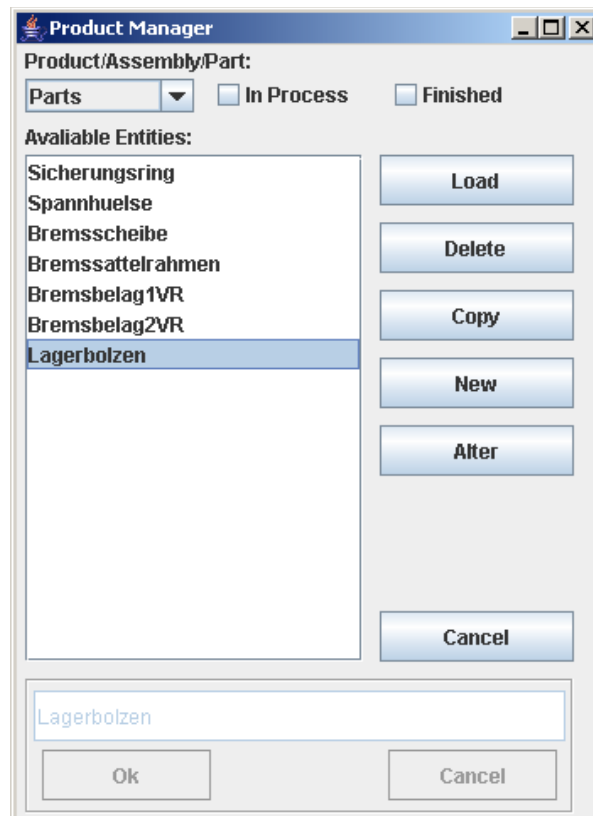 Product Manager
Product/Assembly/Part:
Parts In Process Finished
Avaliable Entities:
Sicherungsring
Spannhuelse
Bremsscheibe
Bremssattelrahmen
Bremsbelag1VR
Bremsbelag2VR
Lagerbolzen
Load
Delete
Copy
New
Alter
Cancel
Lagerbolzen
Ok Cancel